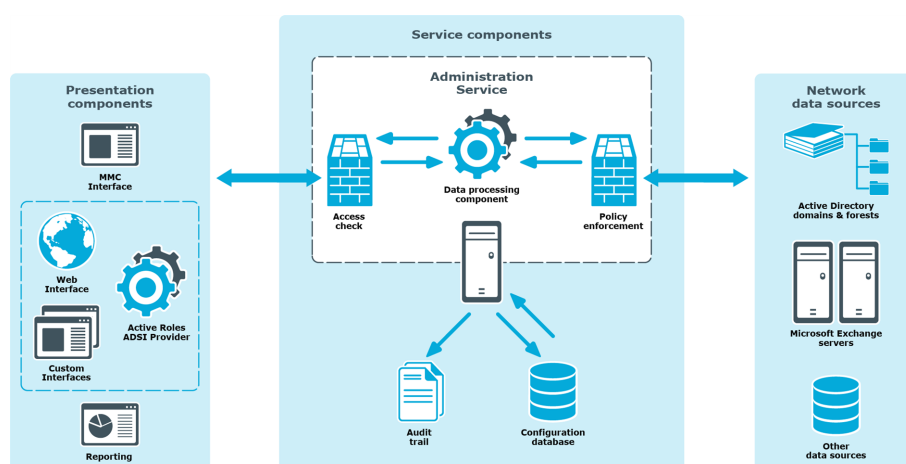 Service components
Presentation
components
MMC
Interface
Web
Interface
Active Roles
ADSI Provider
Custom
Interfaces
Reporting
Administration
Service
Access
check
Data processing
component
Policy
enforcement
Audit
trail
Configuration
database
Network
data sources
Active Directory
domains & forests
Microsoft Exchange
servers
Other
data sources